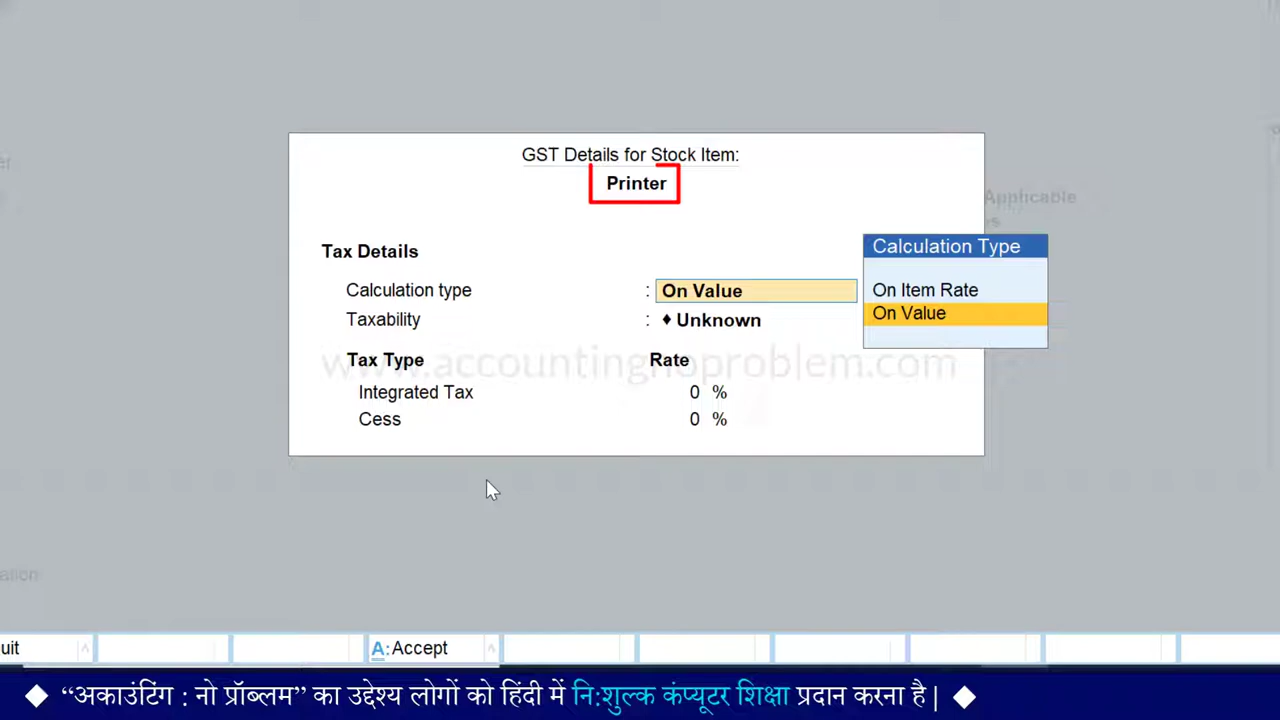 GST Details for Stock Item:
Printer
Applicable
Tax Details
Calculation Type
Calculation type : On Value
On Item Rate
On Value
Taxability : ♦ Unknown
www.accountingnoproblem.com
Tax Type Rate
Integrated Tax 0 %
Cess 0 %
ation
uit
A: Accept
◆ “अकाउंटिंग : नो प्रॉब्लम” का उद्देश्य लोगों को हिंदी में नि:शुल्क कंप्यूटर शिक्षा प्रदान करना है | ◆